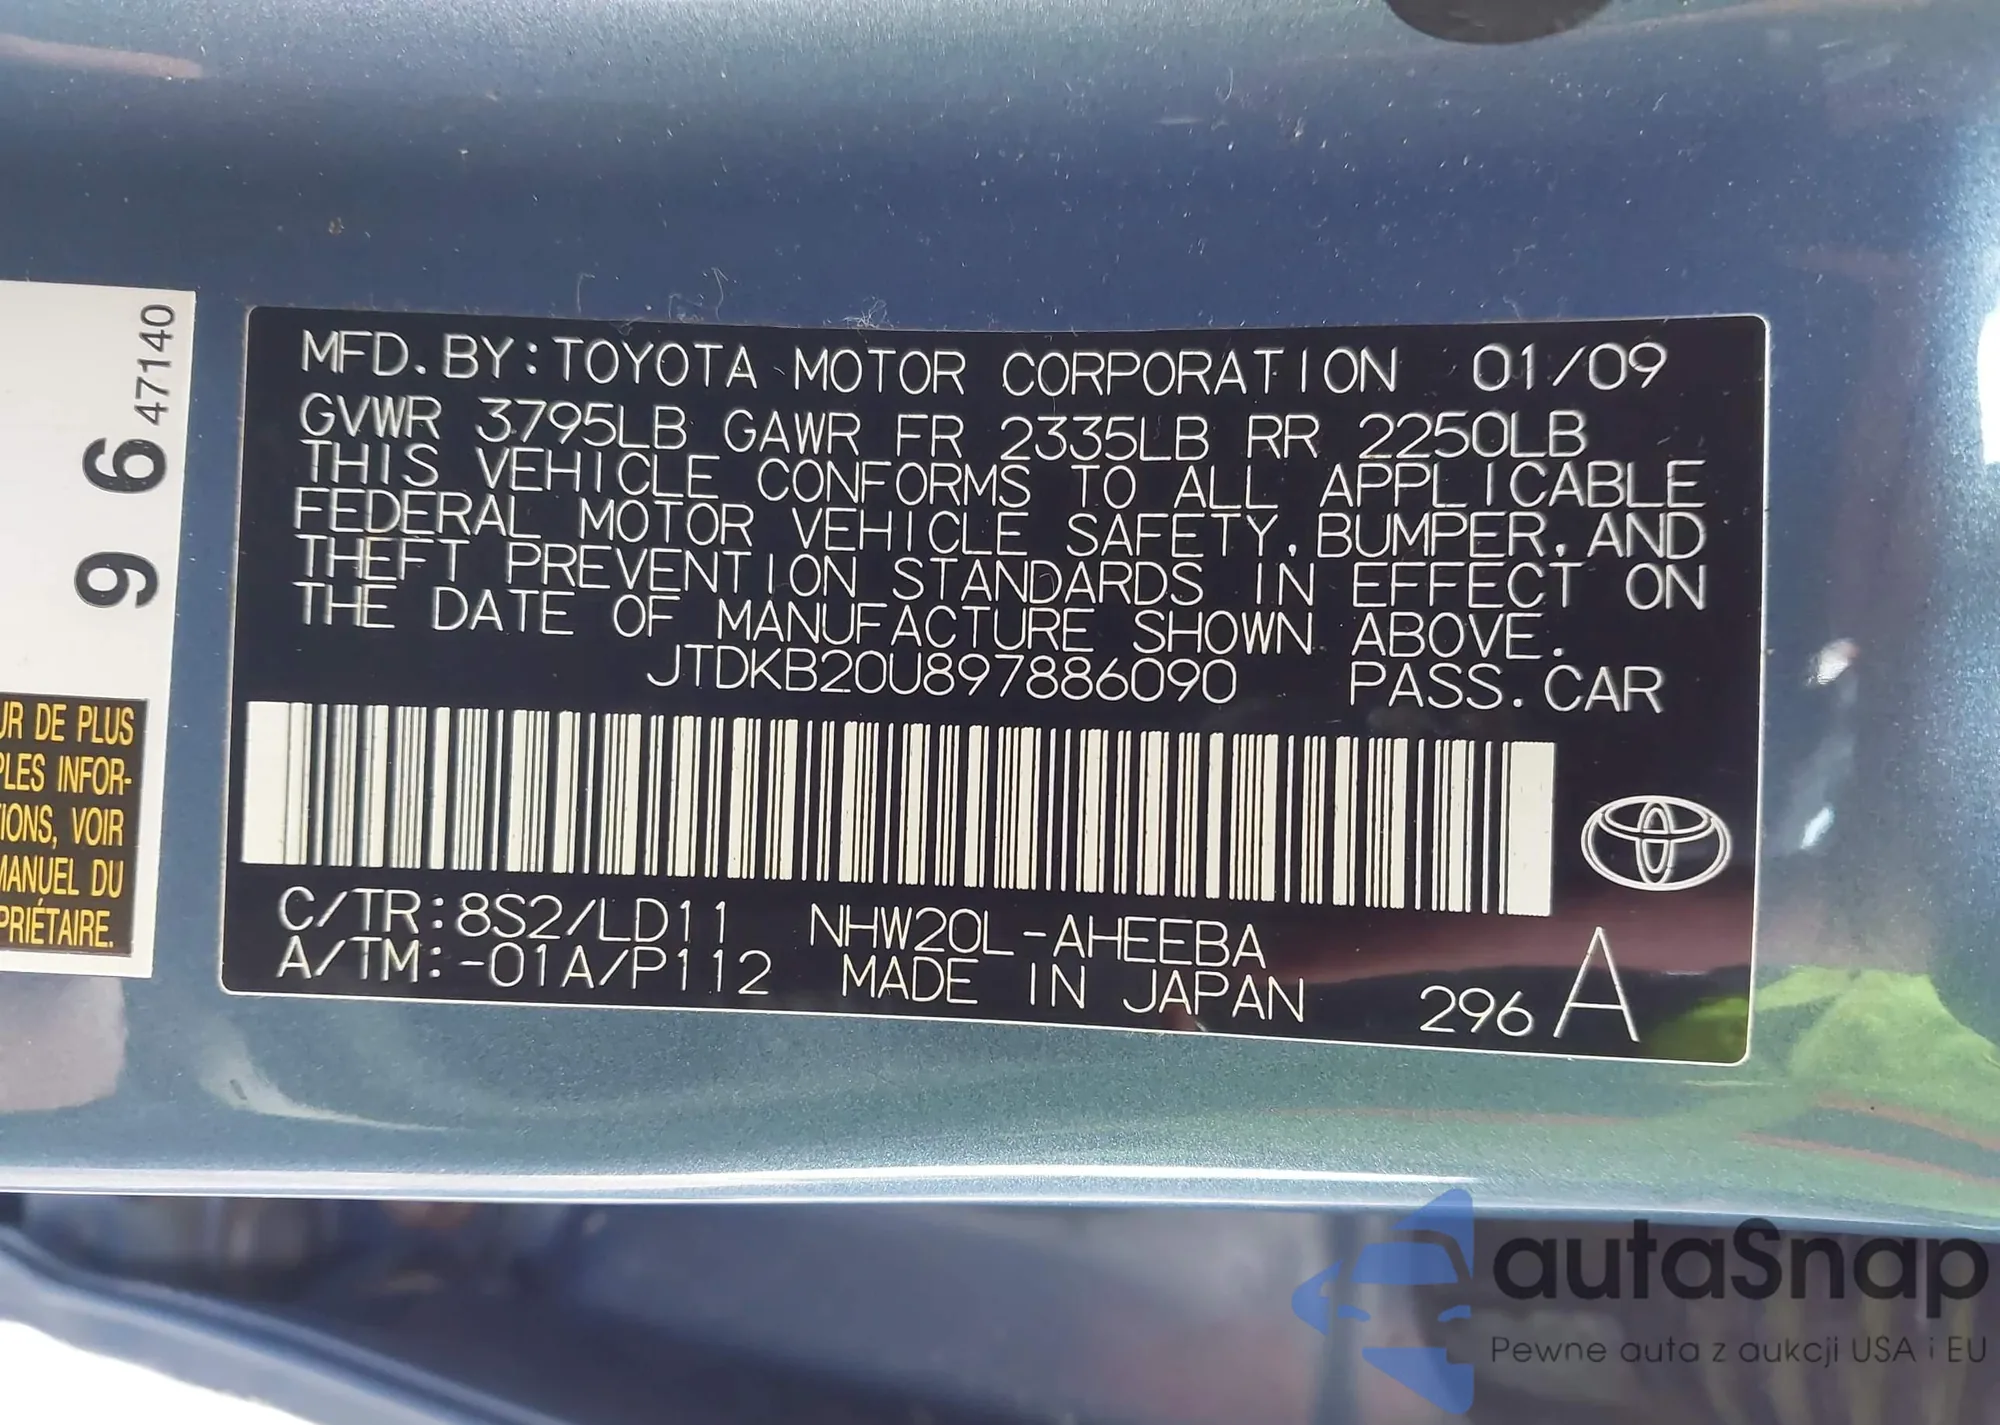 MFD. BY: TOYOTA MOTOR CORPORATION 01/09
GVWR 3795LB GAWR FR 2335LB RR 2250LB
THIS VEHICLE CONFORMS TO ALL APPLICABLE
FEDERAL MOTOR VEHICLE SAFETY, BUMPER, AND
THEFT PREVENTION STANDARDS IN EFFECT ON
THE DATE OF MANUFACTURE SHOWN ABOVE.
JTDKB20U897886090 PASS. CAR
C/TR: 8S2/LD11 NHW20L-AHEEBA
A/TM: -01A/P112 MADE IN JAPAN 296 A
9 6 47140
UR DE PLUS
PLES INFOR-
IONS, VOIR
MANUEL DU
PRIÉTAIRE.
autoSnap
Pewne auta z aukcji USA i EU